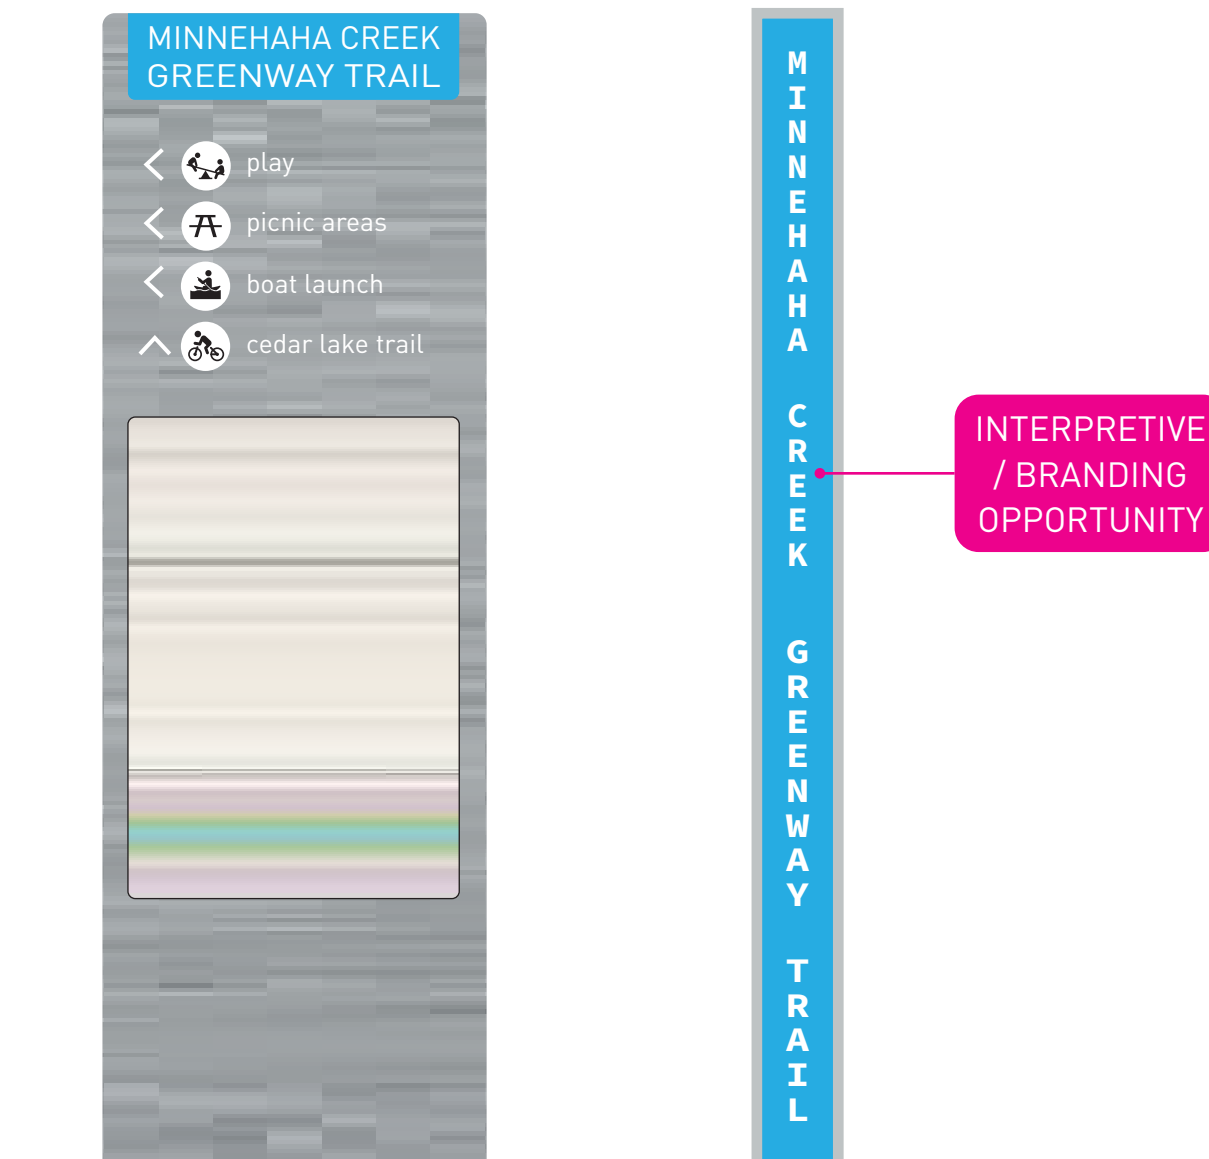 MINNEHAHA CREEK
GREENWAY TRAIL
play
picnic areas
boat launch
cedar lake trail
MINNEHAHA CREEK GREENWAY TRAIL
INTERPRETIVE
/ BRANDING
OPPORTUNITY